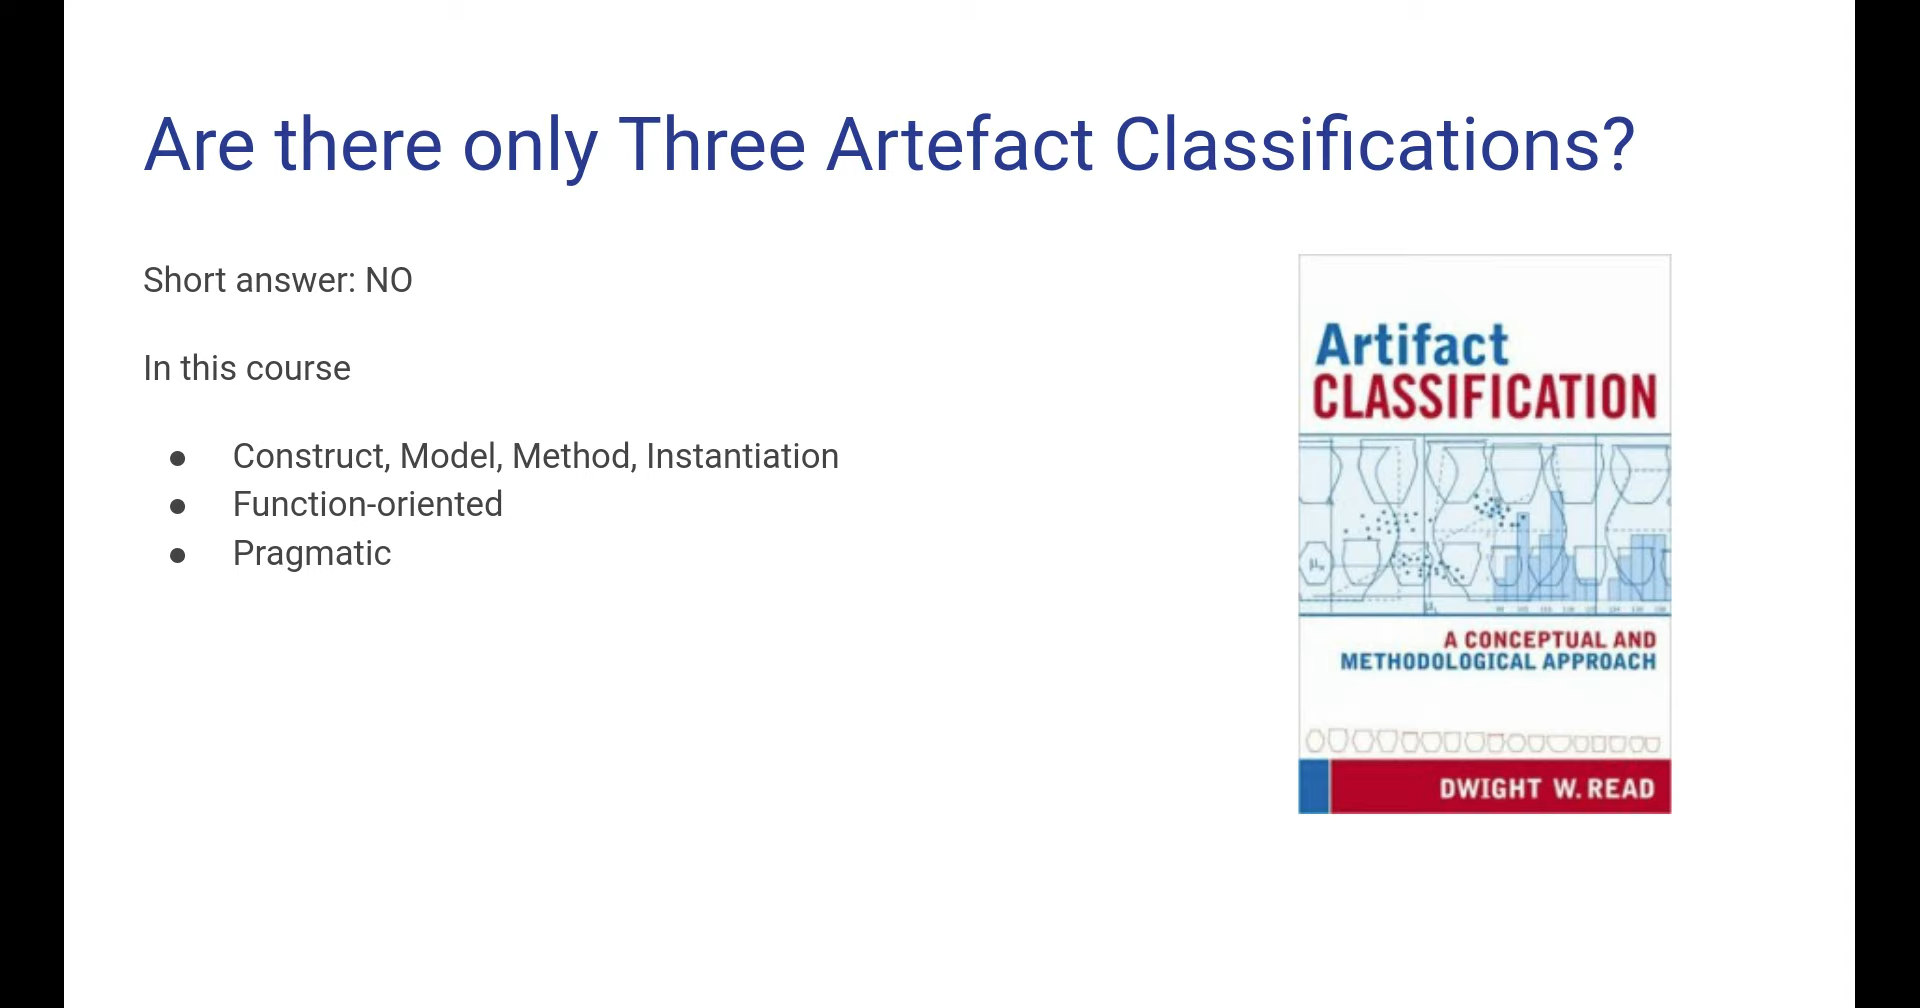 Are there only Three Artefact Classifications?
Short answer: NO
In this course
● Construct, Model, Method, Instantiation
● Function-oriented
● Pragmatic
Artifact
CLASSIFICATION
A CONCEPTUAL AND
METHODOLOGICAL APPROACH
DWIGHT W. READ